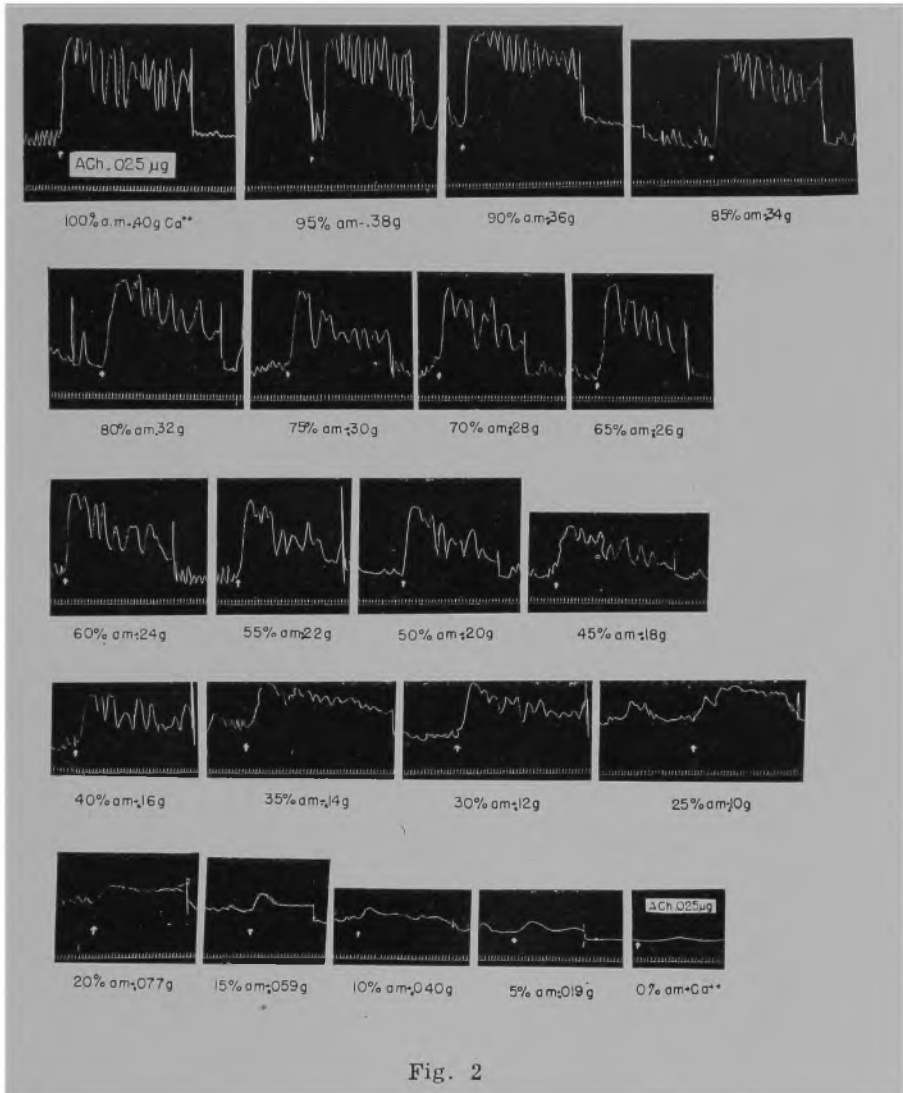 ACh.025 µg
100% a.m.-.40g Ca⁺⁺
95% am-.38g
90% a.m.-.36g
85% am-.34g
80% am.32g
75% am-.30g
70% am-.28g
65% am-.26g
60% am-.24g
55% am-.22g
50% am-.20g
45% am-.18g
40% am-.16g
35% am-.14g
30% am-.12g
25% am-.10g
ACh.025µg
20% am-.077g
15% am-.059g
10% am-.040g
5% am-.019g
0% am-Ca⁺⁺
Fig. 2